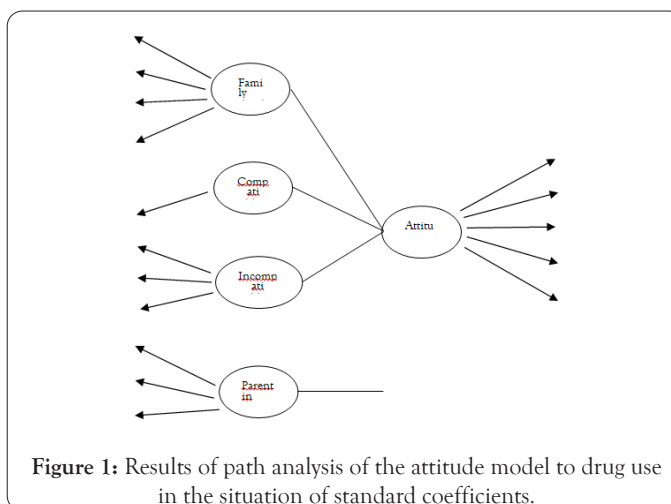 Fami
ly
Comp
ati
Attitu
Incomp
ati
Parent
in
Figure 1: Results of path analysis of the attitude model to drug use
in the situation of standard coefficients.